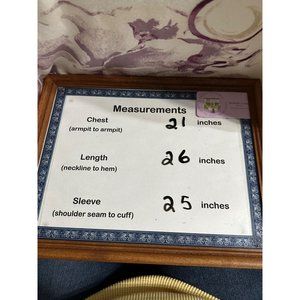 Measurements
Chest 21 inches
(armpit to armpit)
Length 26 inches
(neckline to hem)
Sleeve 25 inches
(shoulder seam to cuff)